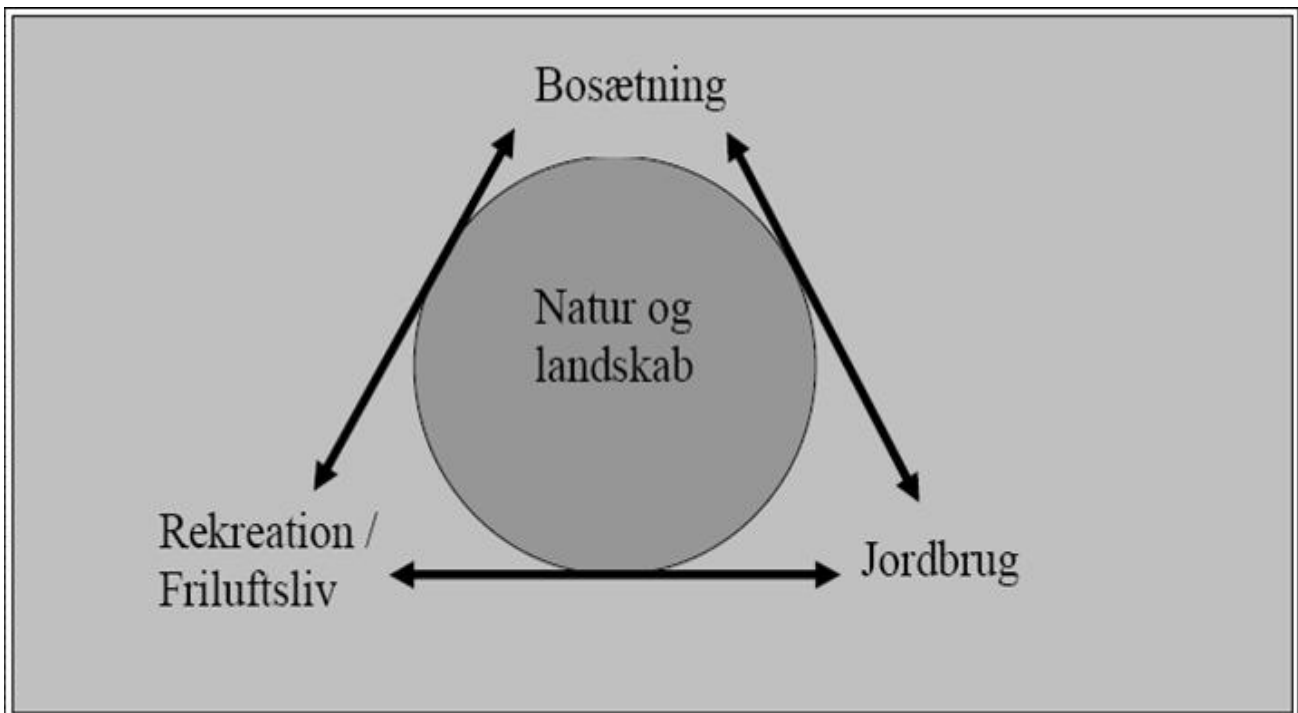 Bosætning
Natur og
landskab
Rekreation /
Friluftsliv
Jordbrug